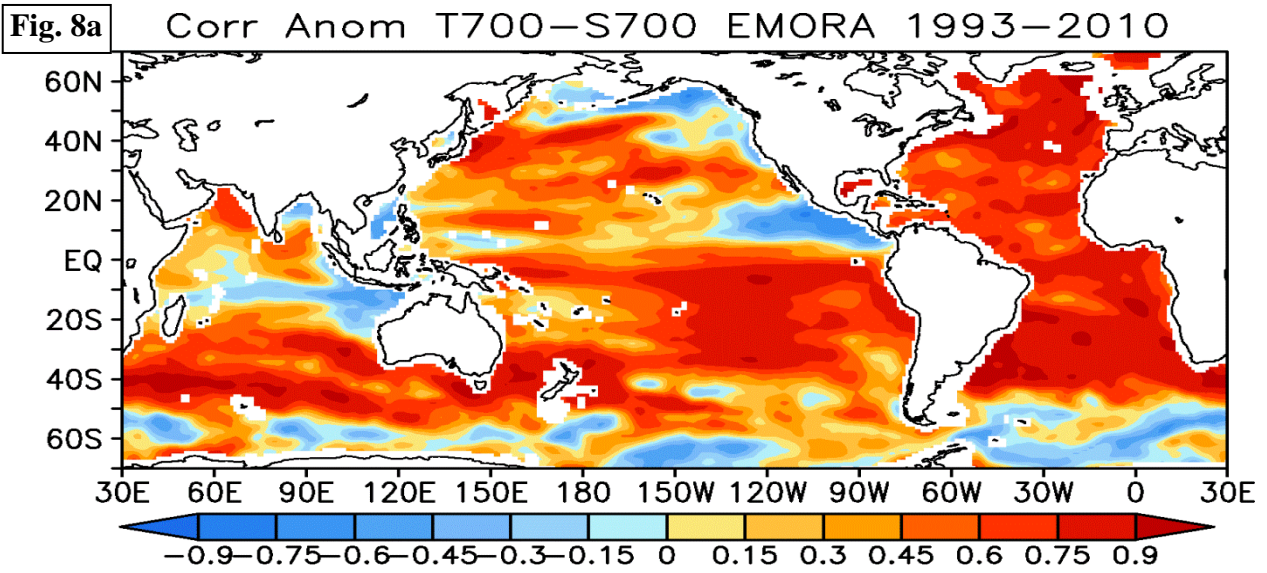 Fig. 8a
Corr Anom T700-S700 EMORA 1993-2010
60N
40N
20N
EQ
20S
40S
60S
30E 60E 90E 120E 150E 180 150W 120W 90W 60W 30W 0 30E
-0.9 -0.75 -0.6 -0.45 -0.3 -0.15 0 0.15 0.3 0.45 0.6 0.75 0.9